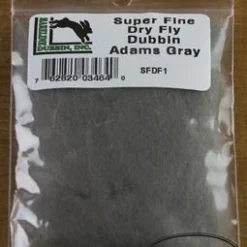 Super Fine
Dry Fly
Dubbin
Adams Gray
DUBBIN, INC.
SFDF1